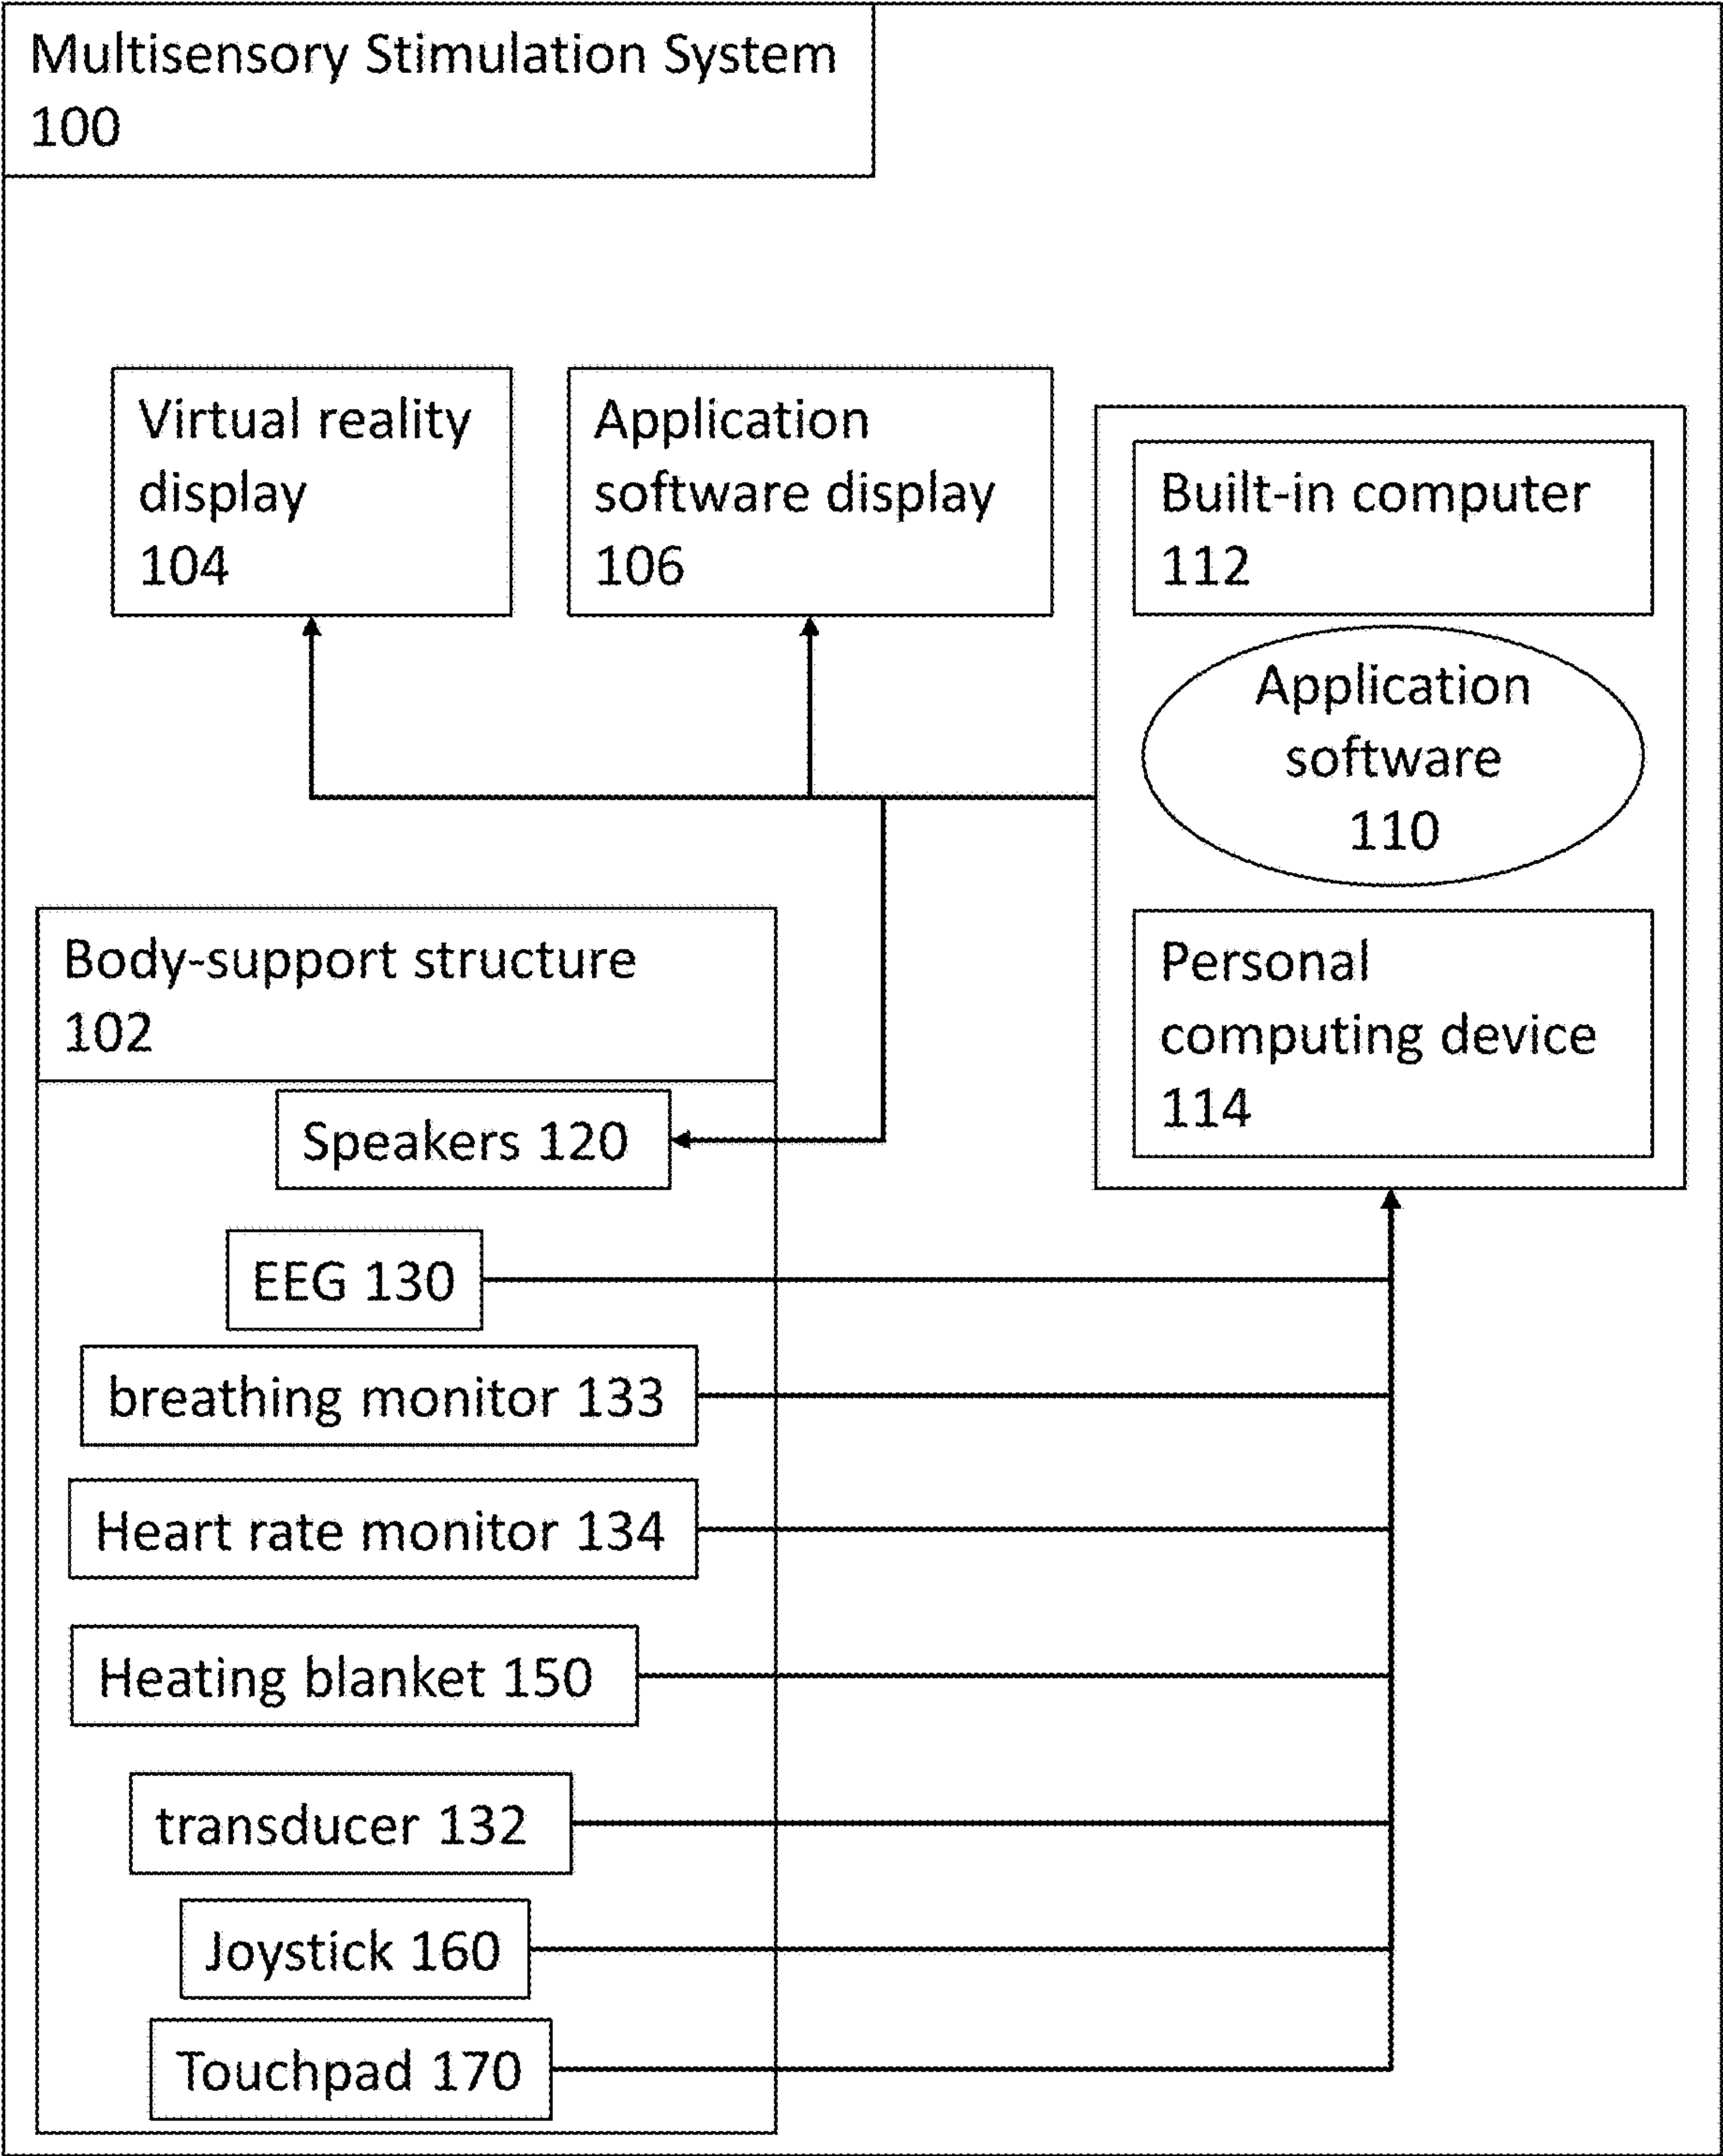 Multisensory Stimulation System
100
Virtual reality
display
104
Application
software display
106
Built-in computer
112
Application
software
110
Personal
computing device
114
Body-support structure
102
Speakers 120
EEG 130
breathing monitor 133
Heart rate monitor 134
Heating blanket 150
transducer 132
Joystick 160
Touchpad 170